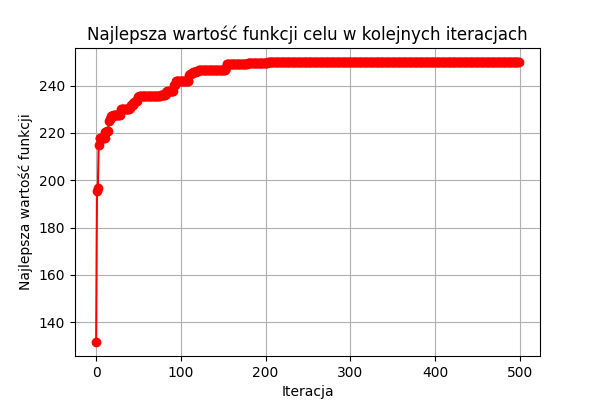 Najlepsza wartość funkcji celu w kolejnych iteracjach
Najlepsza wartość funkcji
240
220
200
180
160
140
0 100 200 300 400 500
Iteracja